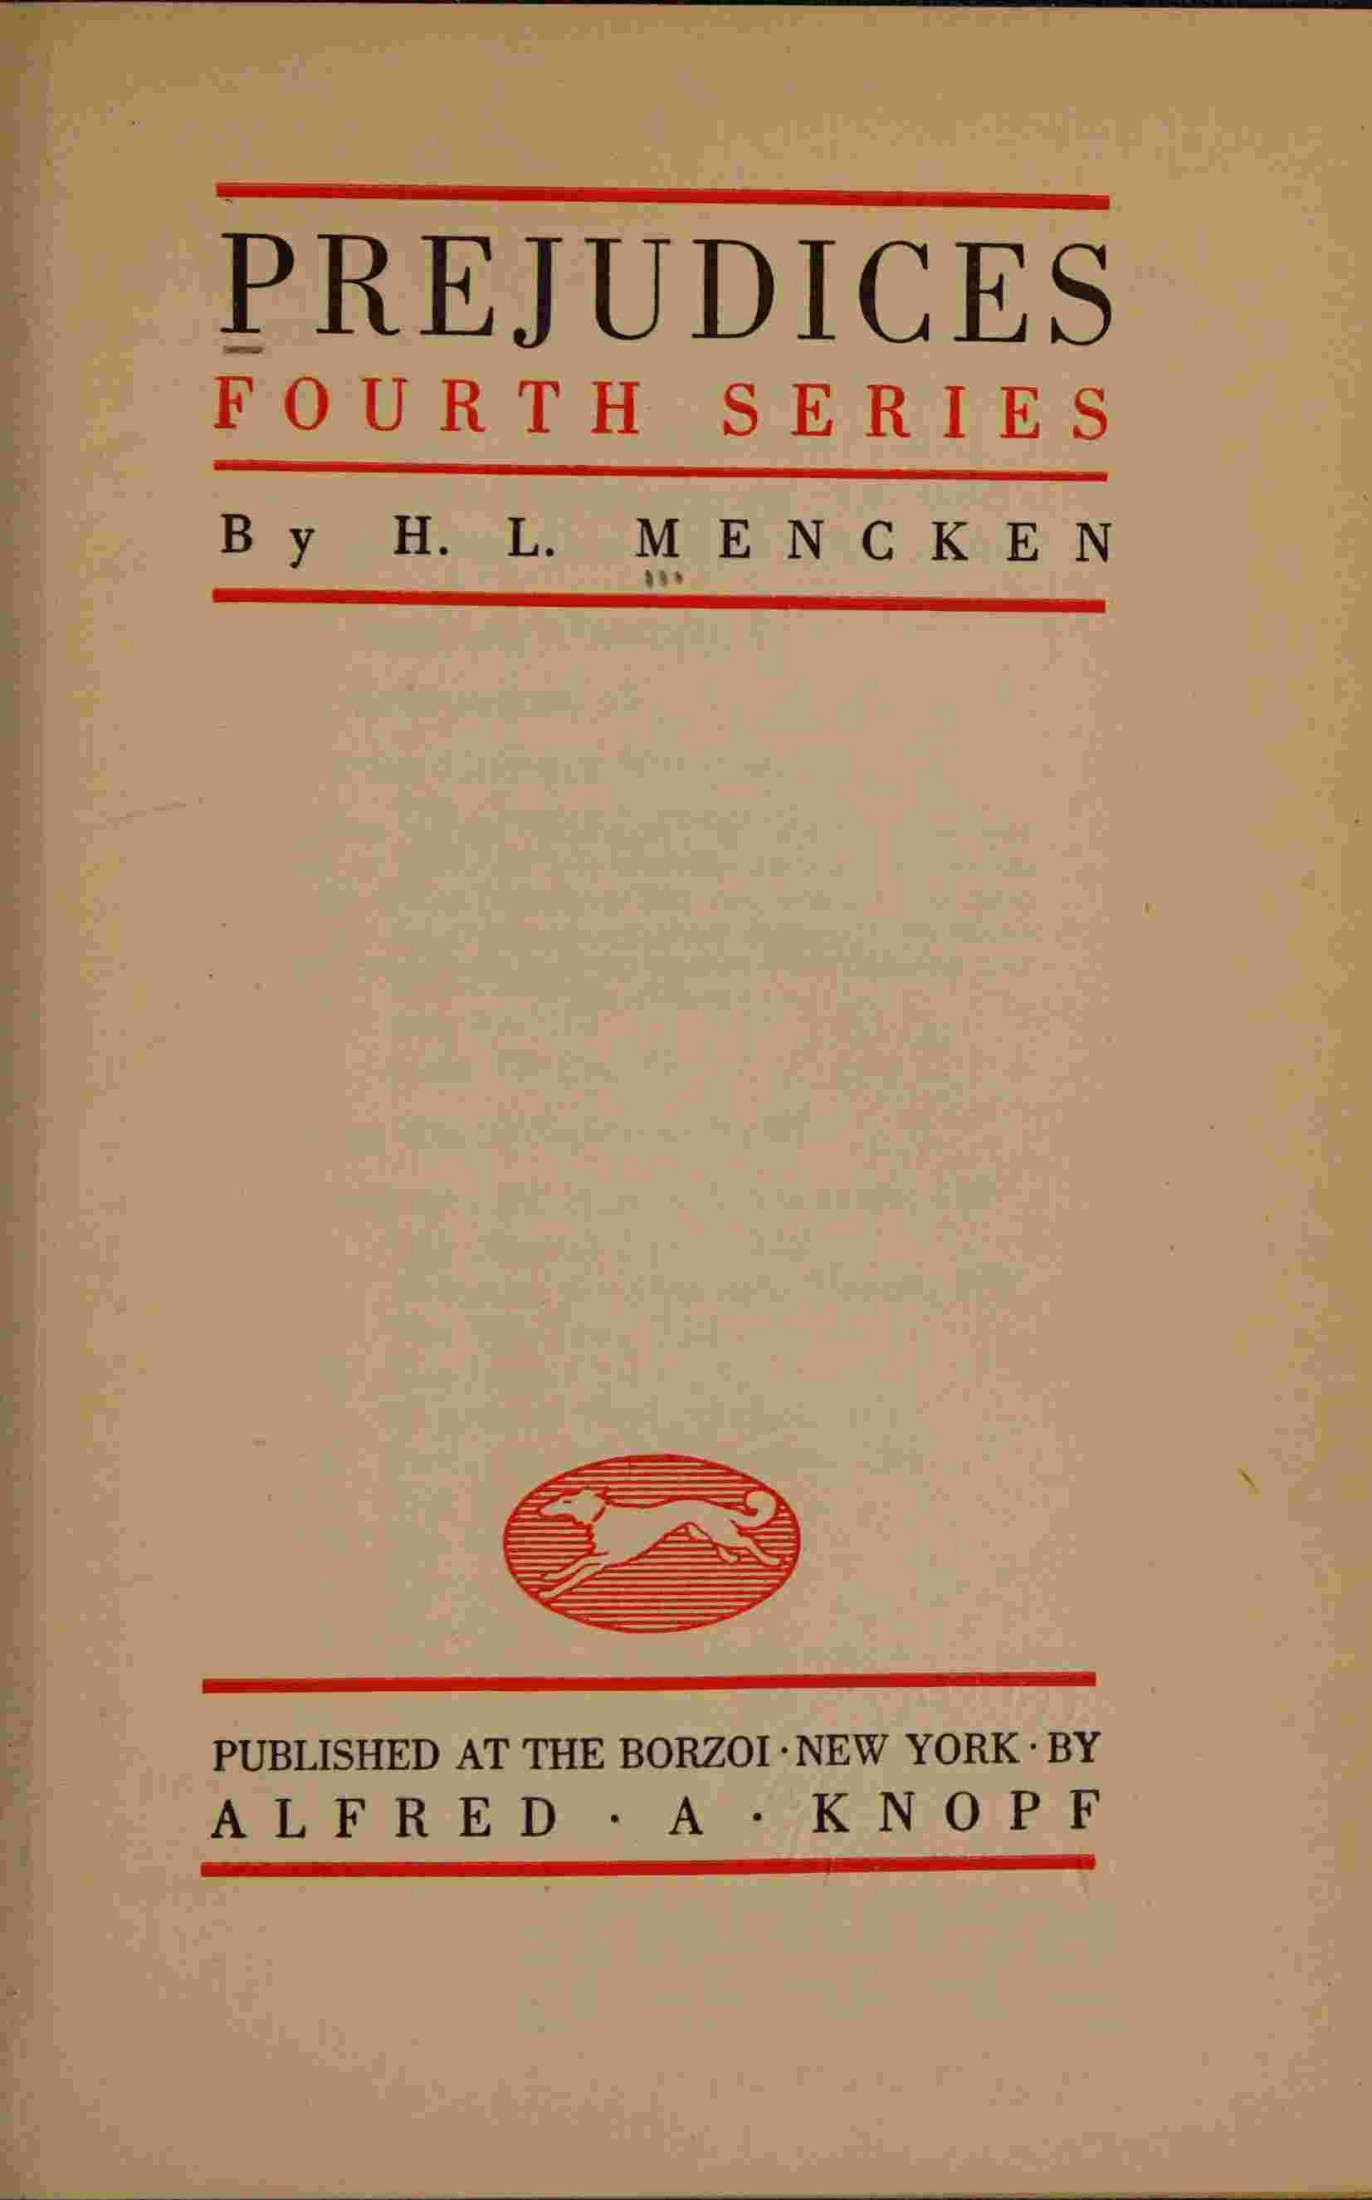 PREJUDICES
FOURTH SERIES
By H. L. MENCKEN
PUBLISHED AT THE BORZOI · NEW YORK · BY
ALFRED · A · KNOPF